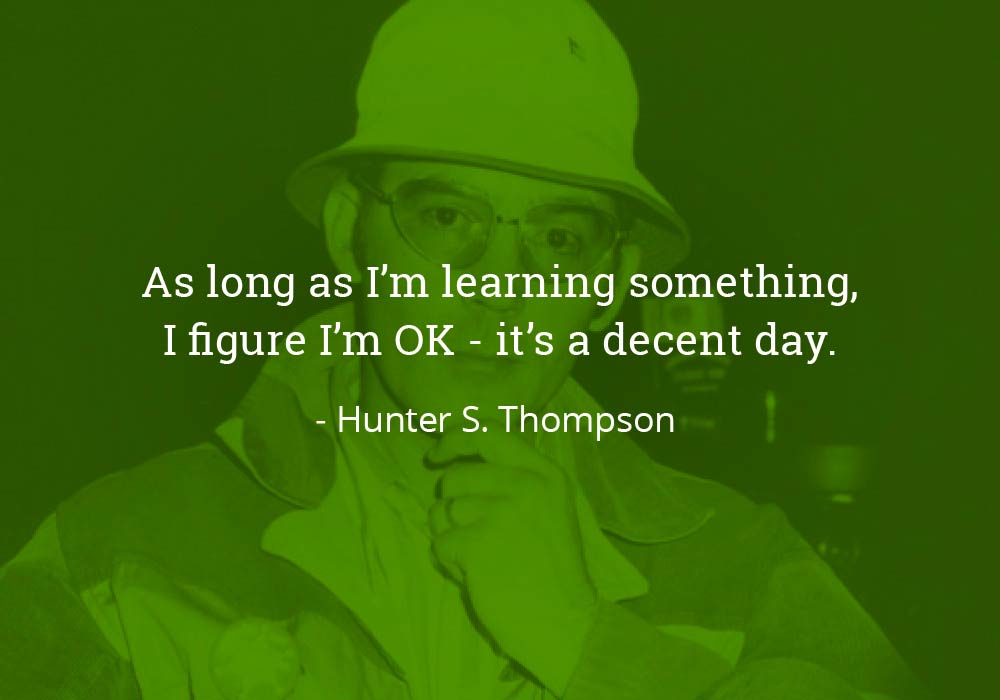 As long as I’m learning something,
I figure I’m OK - it’s a decent day.
- Hunter S. Thompson